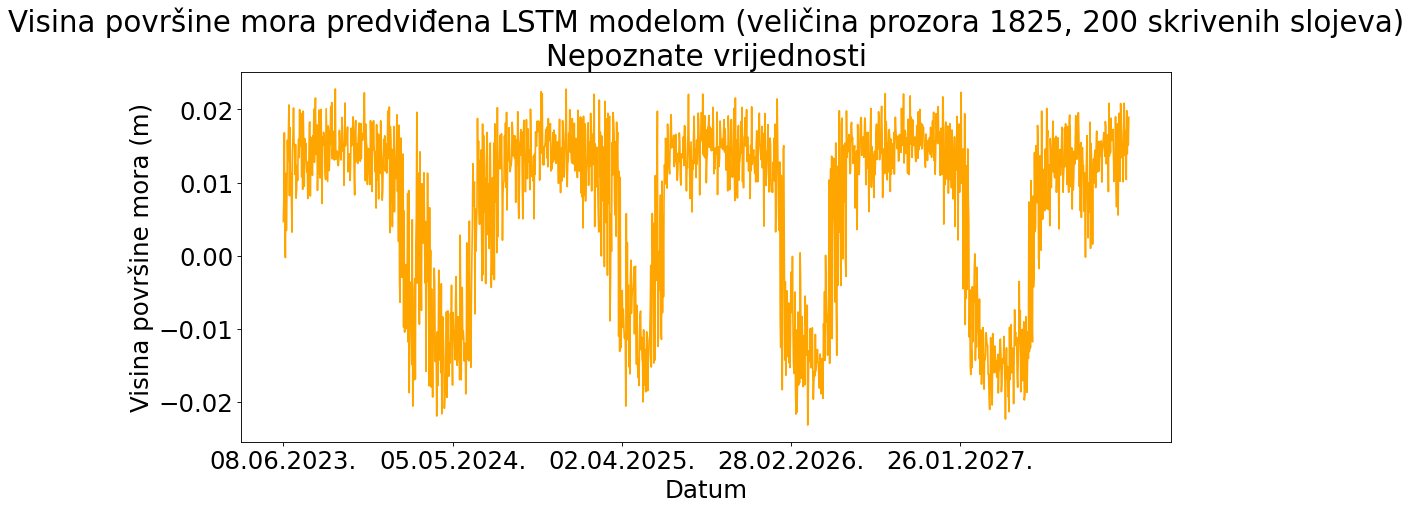 Visina površine mora predviđena LSTM modelom (veličina prozora 1825, 200 skrivenih slojeva)
Nepoznate vrijednosti
Visina površine mora (m)
0.02
0.01
0.00
−0.01
−0.02
08.06.2023. 05.05.2024. 02.04.2025. 28.02.2026. 26.01.2027.
Datum